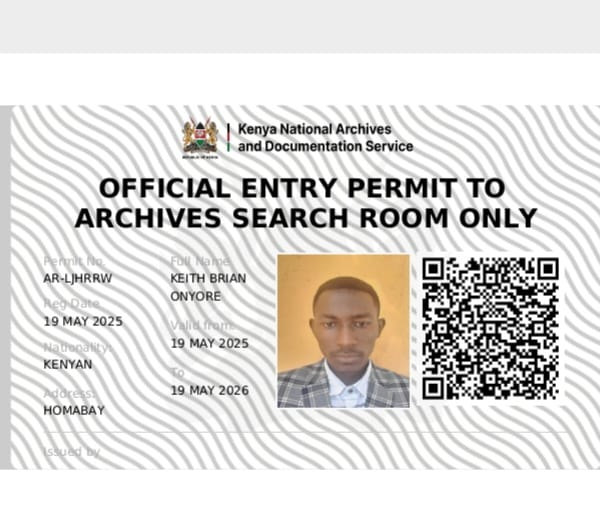 REPUBLIC OF KENYA
Kenya National Archives
and Documentation Service
OFFICIAL ENTRY PERMIT TO
ARCHIVES SEARCH ROOM ONLY
Permit No.
AR-LJHRRW
Reg Date
19 MAY 2025
Nationality:
KENYAN
Address:
HOMABAY
Full Name
KEITH BRIAN
ONYORE
Valid from:
19 MAY 2025
To
19 MAY 2026
Issued by